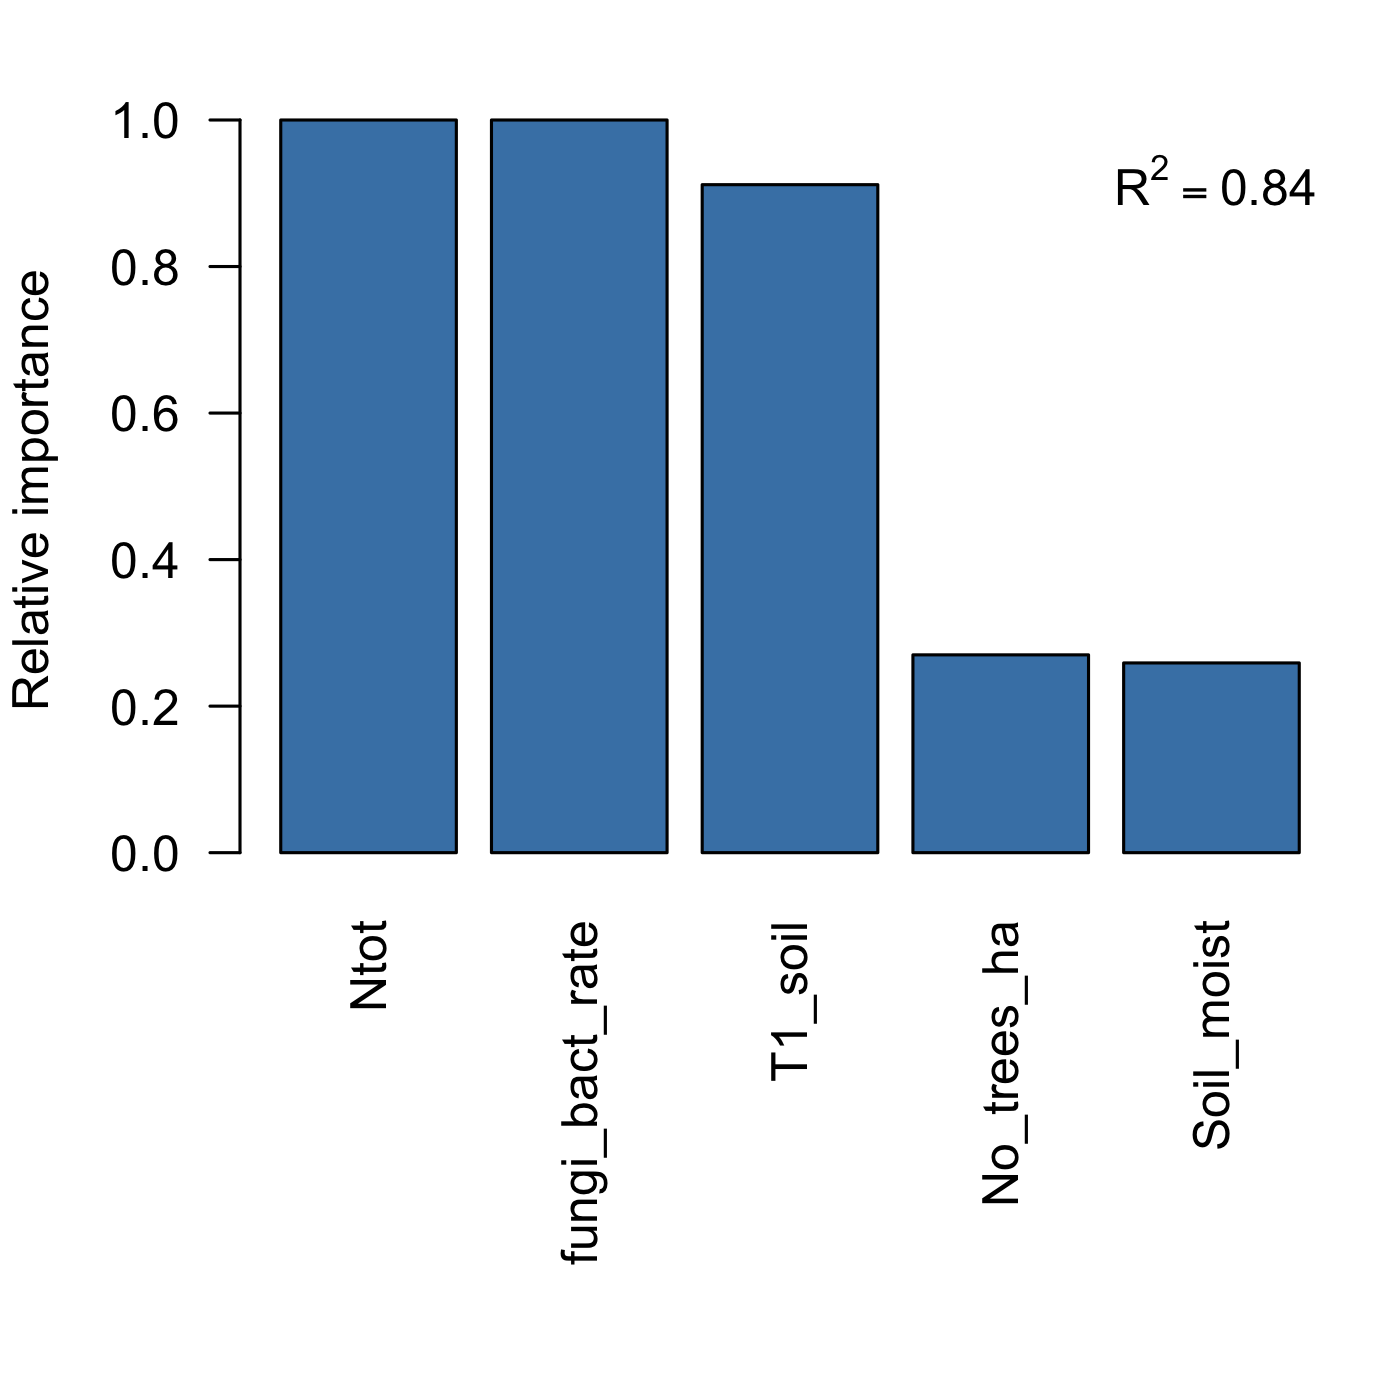 R² = 0.84
Relative importance
1.0
0.8
0.6
0.4
0.2
0.0
Ntot
fungi_bact_rate
T1_soil
No_trees_ha
Soil_moist